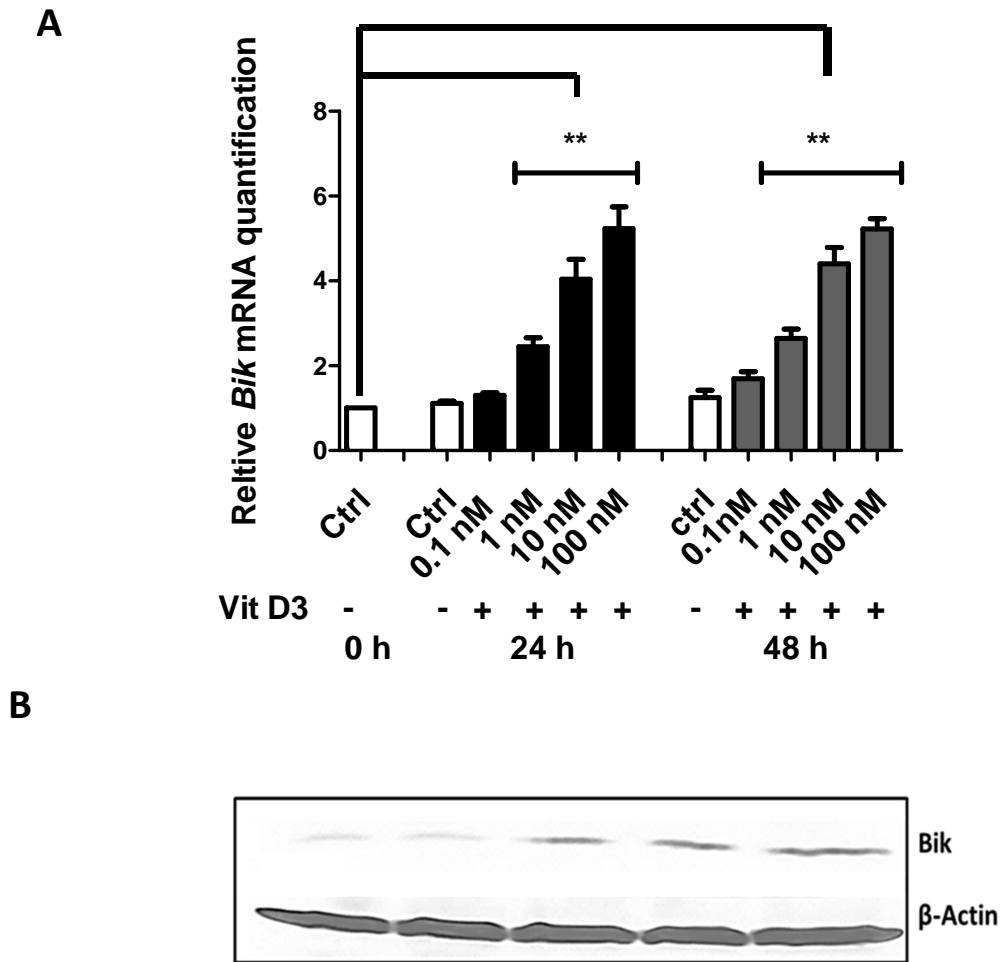 A
Reltive Bik mRNA quantification
8
6
4
2
0
** **
Ctrl Ctrl 0.1 nM 1 nM 10 nM 100 nM ctrl 0.1nM 1 nM 10 nM 100 nM
Vit D3 - - + + + + - + + + +
0 h 24 h 48 h
B
Bik
β-Actin